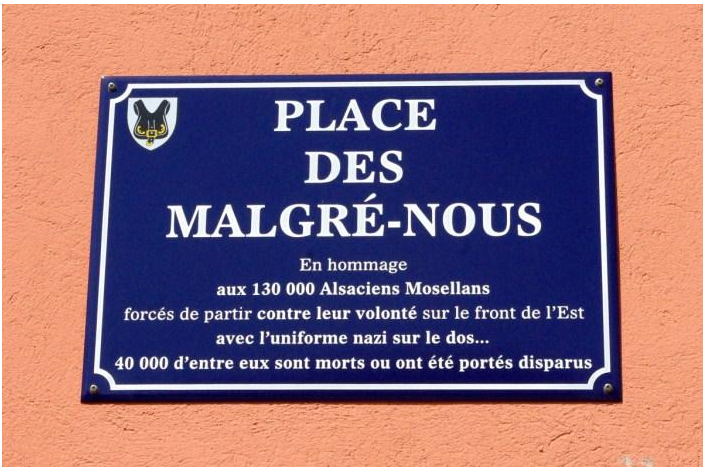 PLACE
DES
MALGRÉ-NOUS
En hommage
aux 130 000 Alsaciens Mosellans
forcés de partir contre leur volonté sur le front de l'Est
avec l'uniforme nazi sur le dos...
40 000 d'entre eux sont morts ou ont été portés disparus